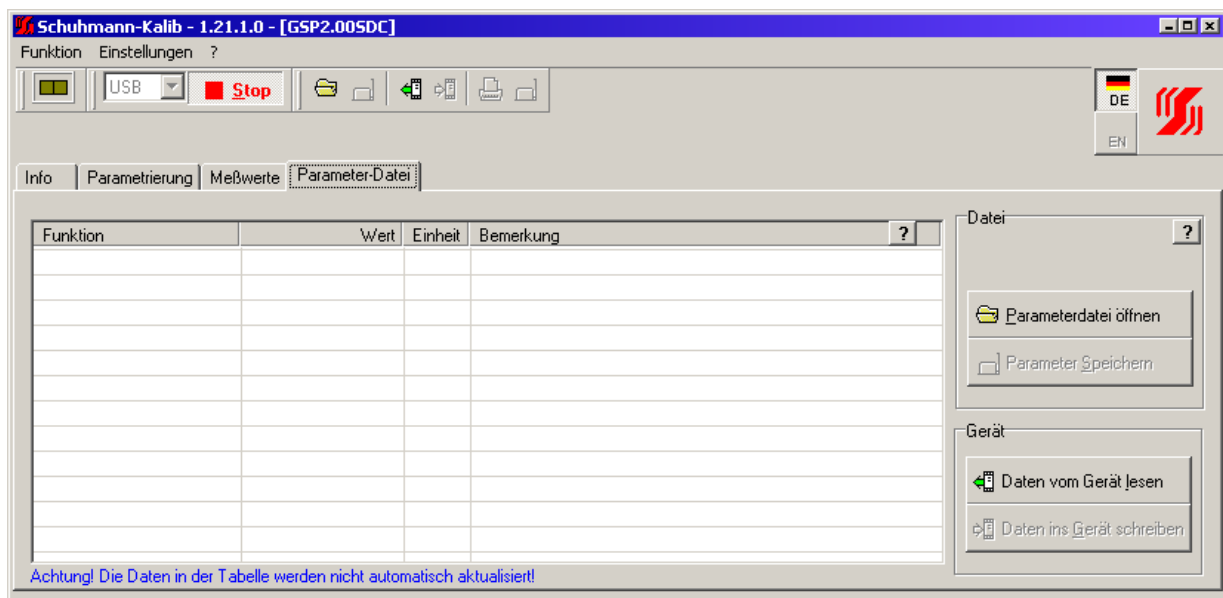 Schuhmann-Kalib - 1.21.1.0 - [GSP2.00SDC]
Funktion Einstellungen ?
USB Stop
DE
EN
Info Parametrierung Meßwerte Parameter-Datei
Funktion Wert Einheit Bemerkung ?
Datei ?
Parameterdatei öffnen
Parameter Speichern
Gerät
Daten vom Gerät lesen
Daten ins Gerät schreiben
Achtung! Die Daten in der Tabelle werden nicht automatisch aktualisiert!